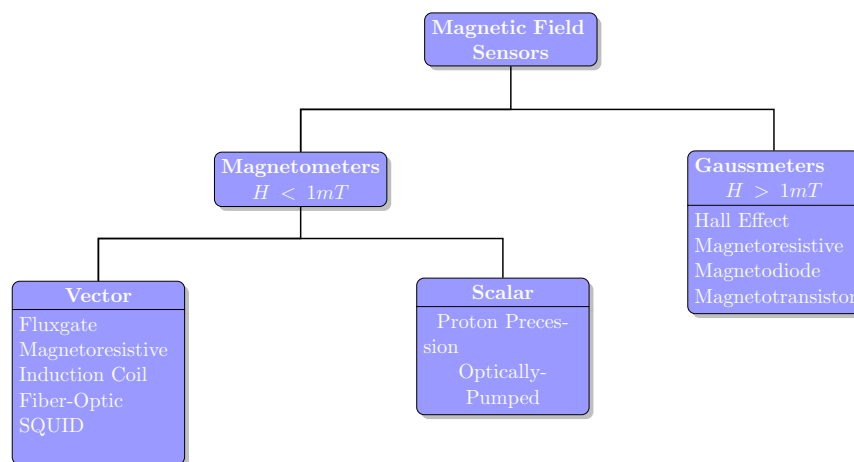 Magnetic Field
Sensors
Magnetometers
H < 1mT
Gaussmeters
H > 1mT
Hall Effect
Magnetoresistive
Magnetodiode
Magnetotransistor
Vector
Fluxgate
Magnetoresistive
Induction Coil
Fiber-Optic
SQUID
Scalar
Proton Preces-
sion
Optically-
Pumped